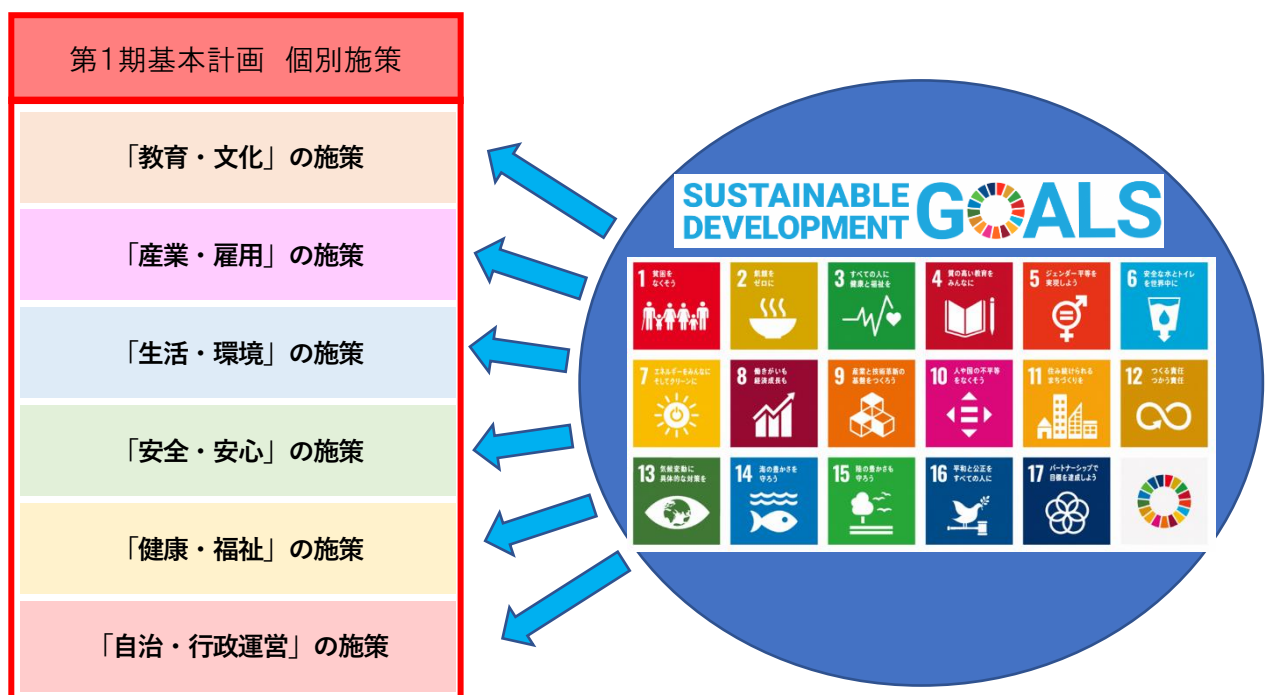 第1期基本計画 個別施策
「教育・文化」の施策
「産業・雇用」の施策
「生活・環境」の施策
「安全・安心」の施策
「健康・福祉」の施策
「自治・行政運営」の施策
SUSTAINABLE
DEVELOPMENT
GOALS
1 貧困を
なくそう
2 飢餓を
ゼロに
3 すべての人に
健康と福祉を
4 質の高い教育を
みんなに
5 ジェンダー平等を
実現しよう
6 安全な水とトイレ
を世界中に
7 エネルギーをみんなに
そしてクリーンに
8 働きがいも
経済成長も
9 産業と技術革新の
基盤をつくろう
10 人や国の不平等
をなくそう
11 住み続けられる
まちづくりを
12 つくる責任
つかう責任
13 気候変動に
具体的な対策を
14 海の豊かさを
守ろう
15 陸の豊かさも
守ろう
16 平和と公正を
すべての人に
17 パートナーシップで
目標を達成しよう